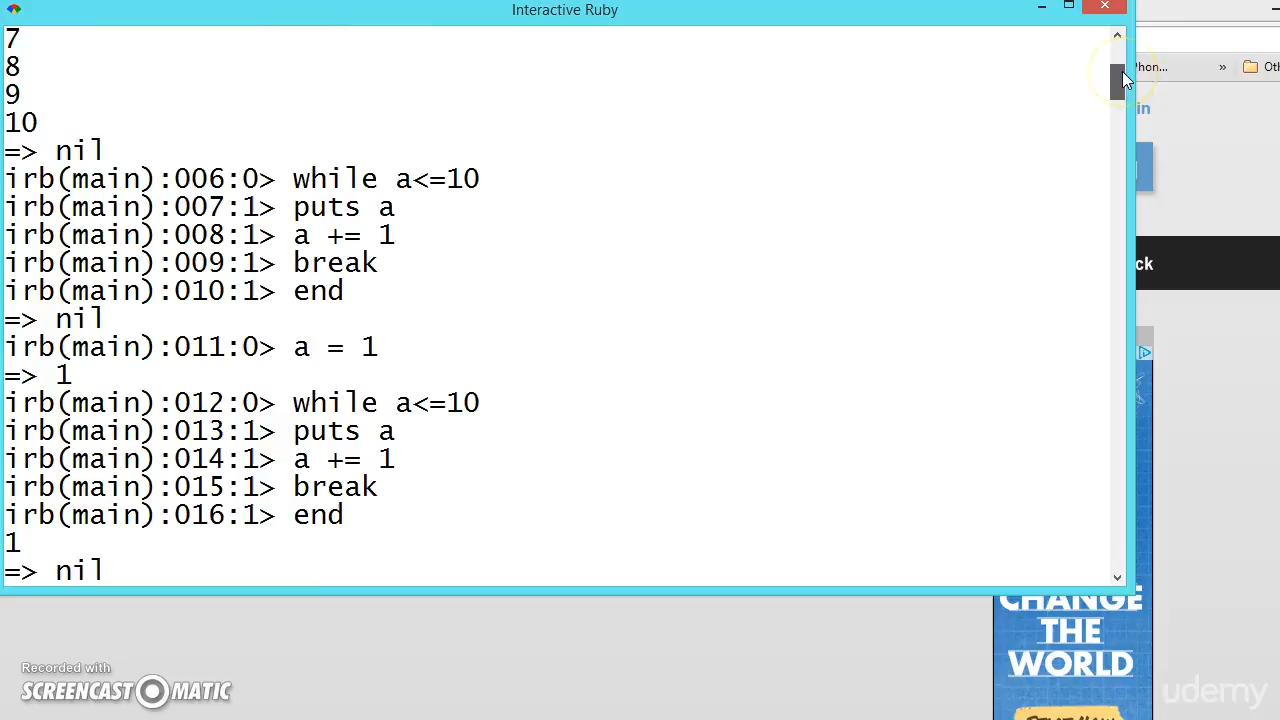 Interactive Ruby
7
8
9
10
=> nil
irb(main):006:0> while a<=10
irb(main):007:1> puts a
irb(main):008:1> a += 1
irb(main):009:1> break
irb(main):010:1> end
=> nil
irb(main):011:0> a = 1
=> 1
irb(main):012:0> while a<=10
irb(main):013:1> puts a
irb(main):014:1> a += 1
irb(main):015:1> break
irb(main):016:1> end
1
=> nil
Phon...
»
Oth
in
ck
CHANGE
THE
WORLD
Recorded with
SCREENCAST MATIC
udemy